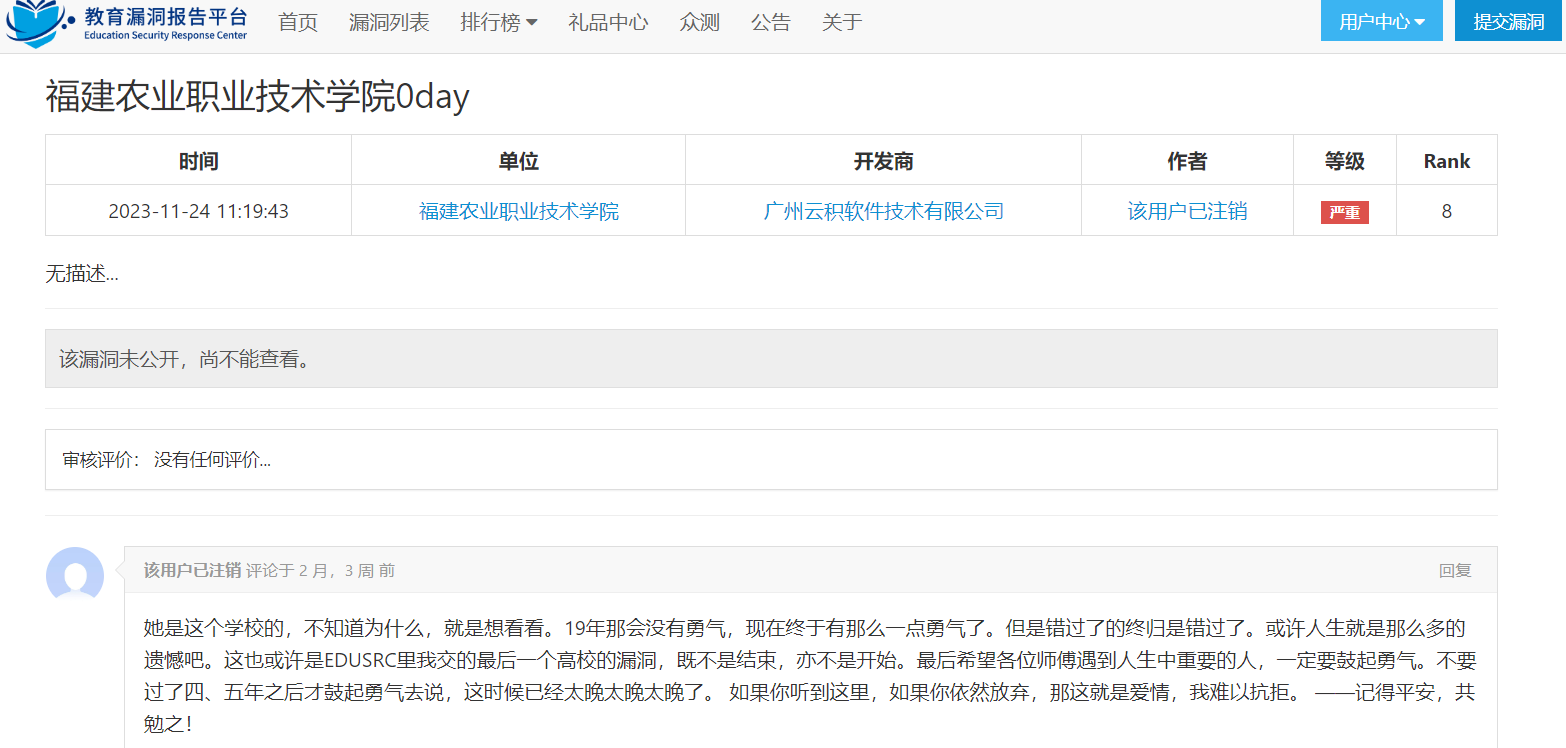 教育漏洞报告平台
Education Security Response Center
首页 漏洞列表 排行榜 礼品中心 众测 公告 关于 用户中心 提交漏洞
福建农业职业技术学院0day
时间 单位 开发商 作者 等级 Rank
2023-11-24 11:19:43 福建农业职业技术学院 广州云积软件技术有限公司 该用户已注销 严重 8
无描述...
该漏洞未公开，尚不能查看。
审核评价： 没有任何评价...
该用户已注销 评论于 2 月，3 周 前 回复
她是这个学校的，不知道为什么，就是想看看。19年那会没有勇气，现在终于有那么一点勇气了。但是错过了的终归是错过了。或许人生就是那么多的
遗憾吧。这也或许是EDUSRC里我交的最后一个高校的漏洞，既不是结束，亦不是开始。最后希望各位师傅遇到人生中重要的人，一定要鼓起勇气。不要
过了四、五年之后才鼓起勇气去说，这时候已经太晚太晚太晚了。 如果你听到这里，如果你依然放弃，那这就是爱情，我难以抗拒。 ——记得平安，共
勉之！